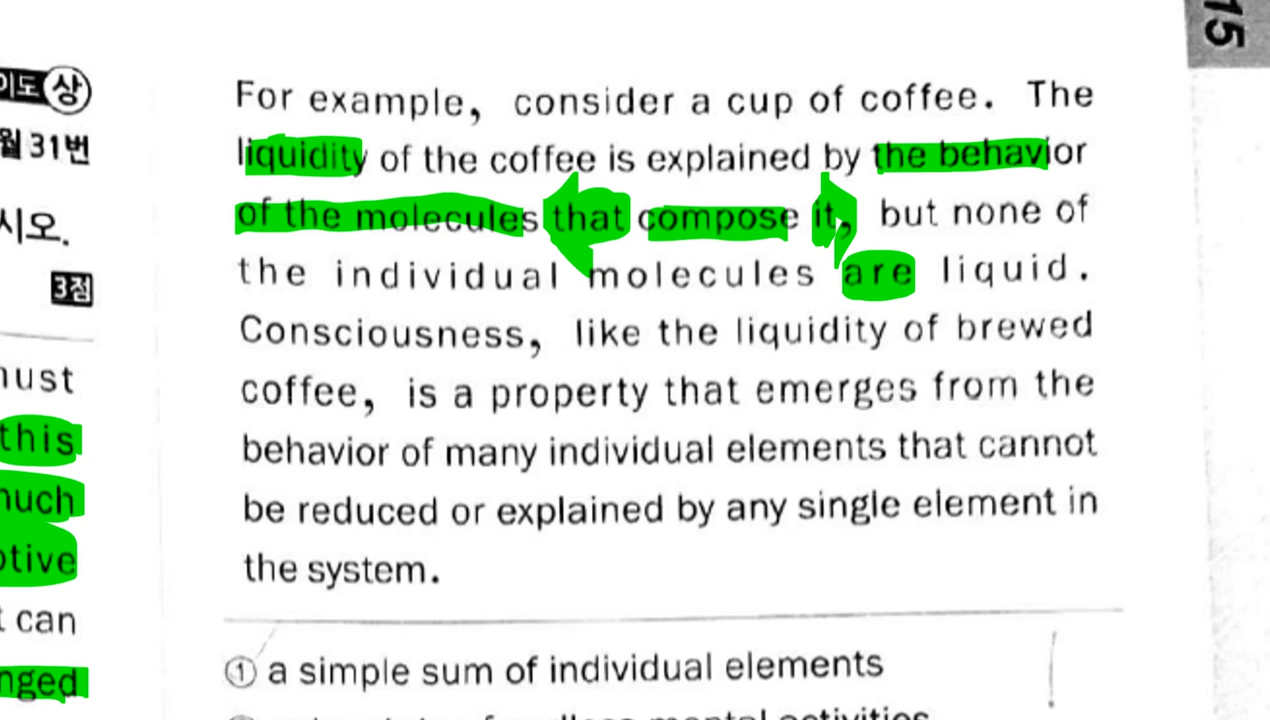 15
이도 상
월 31번
시오.
3점
this
can
For example, consider a cup of coffee. The
liquidity of the coffee is explained by the behavior
of the molecules that compose it, but none of
the individual molecules are liquid.
Consciousness, like the liquidity of brewed
coffee, is a property that emerges from the
behavior of many individual elements that cannot
be reduced or explained by any single element in
the system.
① a simple sum of individual elements